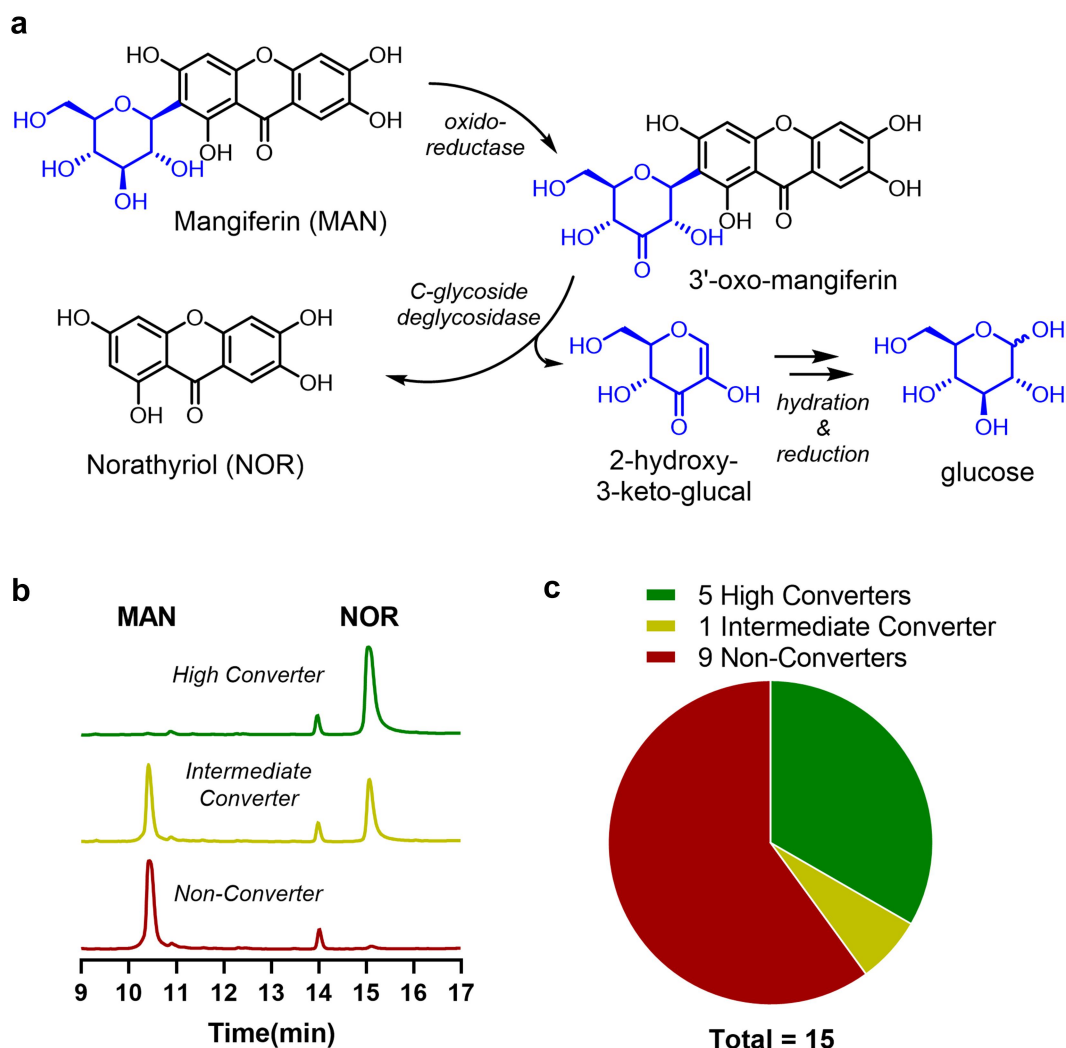 a
HO
O
OH
OH
OH
O
O
HO
HO
OH
OH
Mangiferin (MAN)
oxido-
reductase
HO
O
OH
OH
OH
O
O
HO
HO
OH
O
3'-oxo-mangiferin
C-glycoside
deglycosidase
HO
O
OH
OH
OH
O
Norathyriol (NOR)
O
HO
HO
OH
O
2-hydroxy-
3-keto-glucal
hydration
&
reduction
O
OH
HO
HO
OH
OH
glucose
b
MAN
NOR
High Converter
Intermediate
Converter
Non-Converter
9 10 11 12 13 14 15 16 17
Time(min)
c
5 High Converters
1 Intermediate Converter
9 Non-Converters
Total = 15